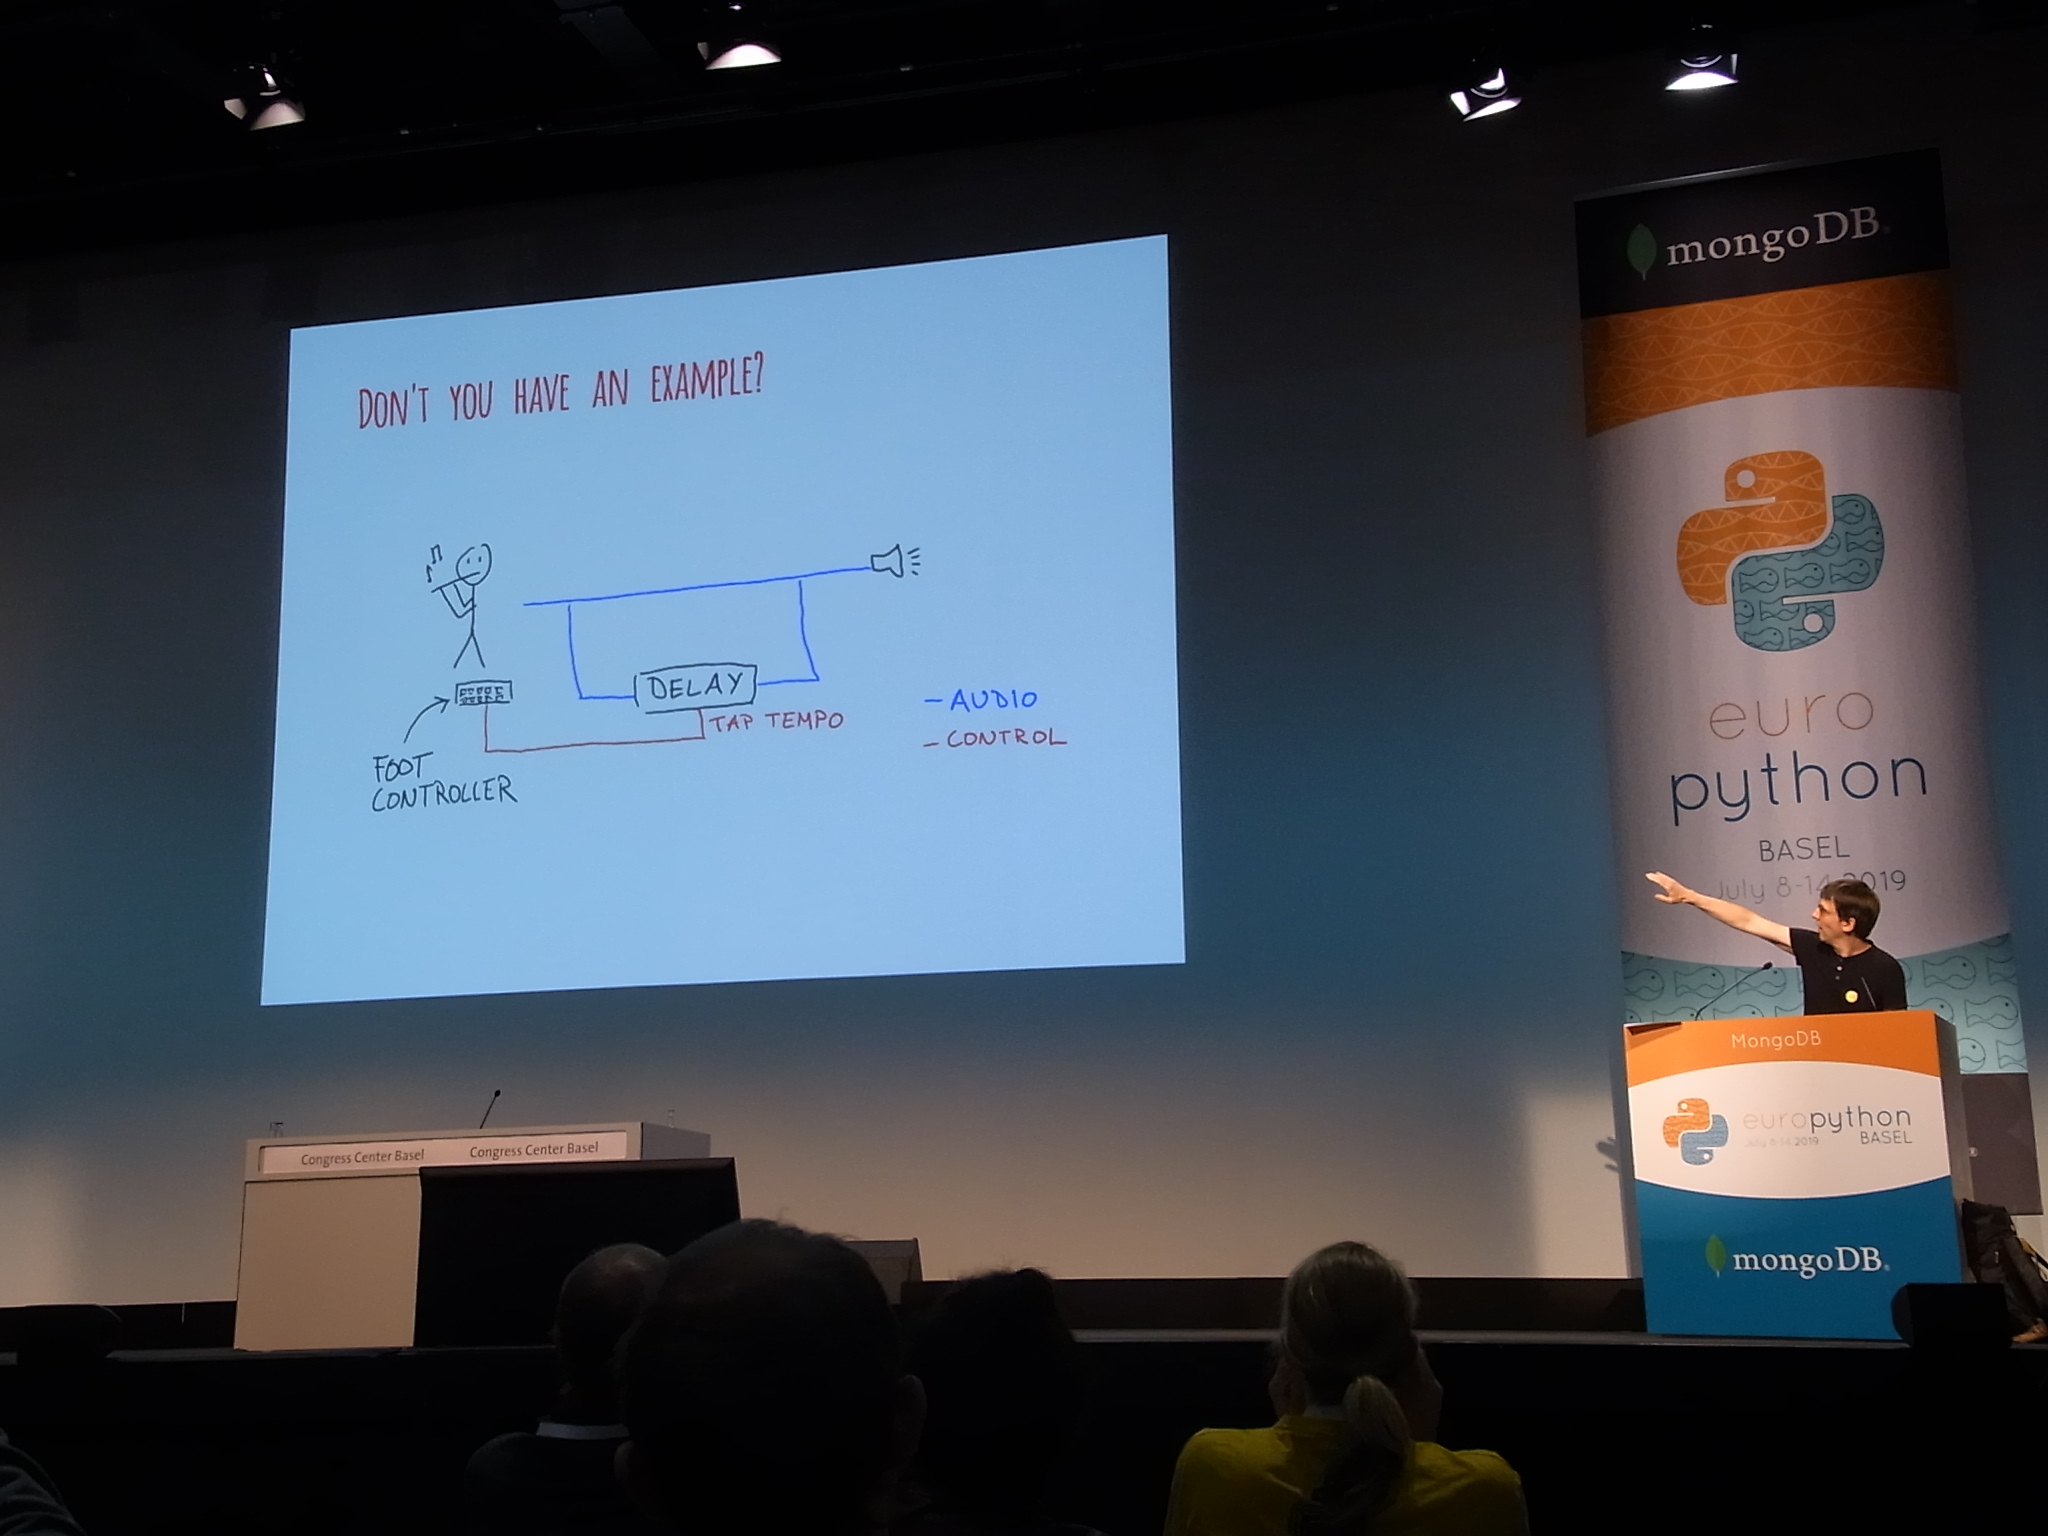 mongoDB.
DON'T YOU HAVE AN EXAMPLE?
DELAY
TAP TEMPO
FOOT
CONTROLLER
- AUDIO
- CONTROL
euro
python
BASEL
July 8-14 2019
MongoDB
europython
July 8-14 2019
BASEL
mongoDB.
Congress Center Basel
Congress Center Basel